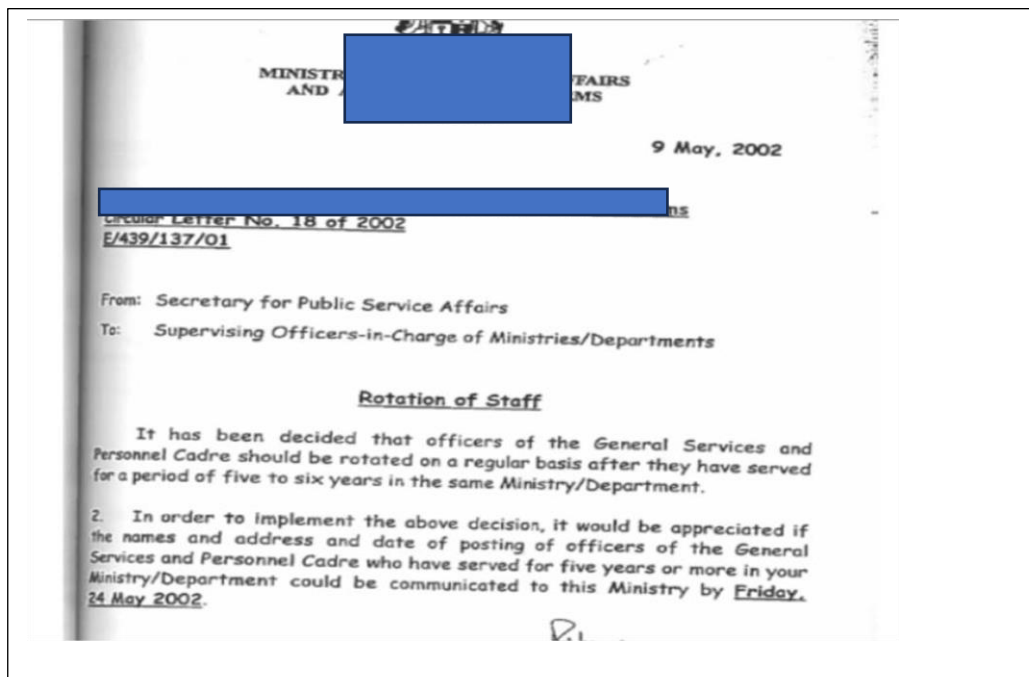 MINISTR FFAIRS
AND MS
9 May, 2002
ns
Circular Letter No. 18 of 2002
E/439/137/01
From: Secretary for Public Service Affairs
To: Supervising Officers-in-Charge of Ministries/Departments
Rotation of Staff
It has been decided that officers of the General Services and
Personnel Cadre should be rotated on a regular basis after they have served
for a period of five to six years in the same Ministry/Department.
2. In order to implement the above decision, it would be appreciated if
the names and address and date of posting of officers of the General
Services and Personnel Cadre who have served for five years or more in your
Ministry/Department could be communicated to this Ministry by Friday,
24 May 2002.